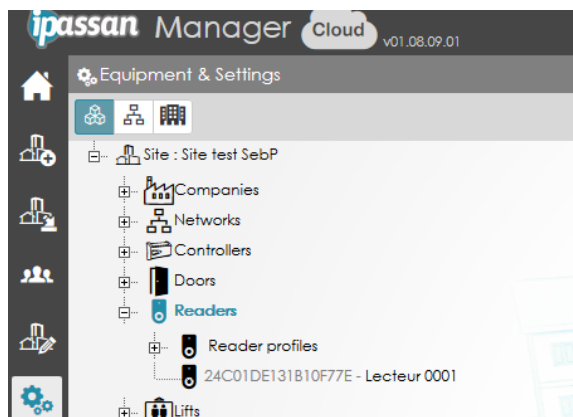 ipassan Manager Cloud v01.08.09.01
Equipment & Settings
Site : Site test SebP
Companies
Networks
Controllers
Doors
Readers
Reader profiles
24C01DE131B10F77E - Lecteur 0001
Lifts